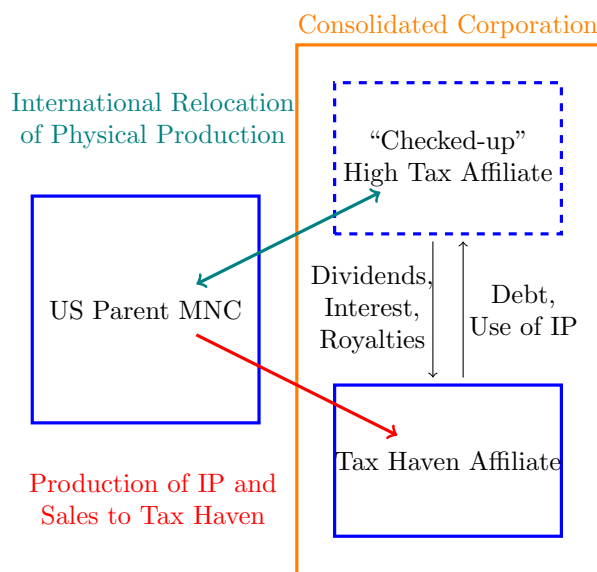 Consolidated Corporation
International Relocation
of Physical Production
“Checked-up”
High Tax Affiliate
US Parent MNC
Dividends,
Interest,
Royalties
Debt,
Use of IP
Tax Haven Affiliate
Production of IP and
Sales to Tax Haven